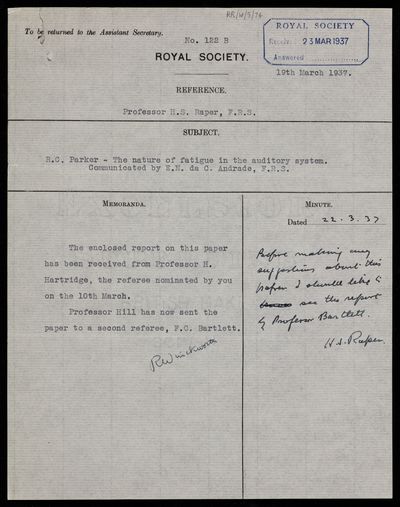 RR/1937/5/74
To be returned to the Assistant Secretary.
No. 122 B
ROYAL SOCIETY
Received 23 MAR 1937
Answered
ROYAL SOCIETY.
19th March 1937.
REFERENCE.
Professor H.S. Raper, F.R.S.
SUBJECT.
R.C. Parker - The nature of fatigue in the auditory system.
Communicated by E.N. da C. Andrade, F.R.S.
MEMORANDA.
The enclosed report on this paper
has been received from Professor H.
Hartridge, the referee nominated by you
on the 10th March.
Professor Hill has now sent the
paper to a second referee, F.C. Bartlett.
RWinckworth
MINUTE.
Dated 22.3.37
Before making any
suggestions about this
paper I should like to
see the report
by Professor Bartlett.
H.S. Raper.